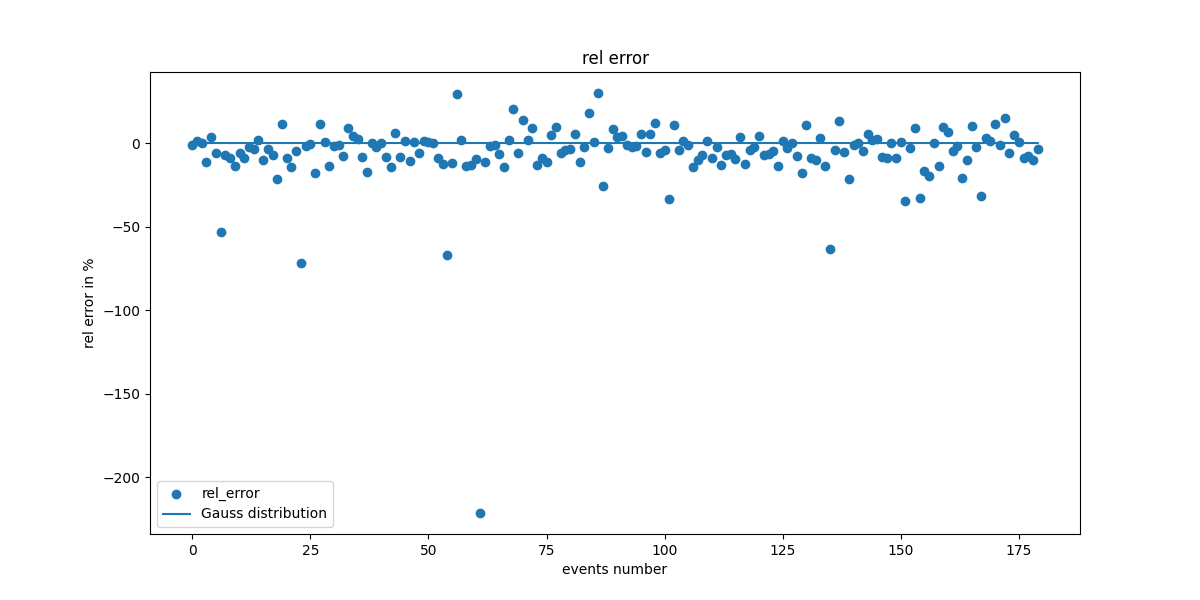 rel error
rel error in %
0
−50
−100
−150
−200
rel_error
Gauss distribution
0 25 50 75 100 125 150 175
events number